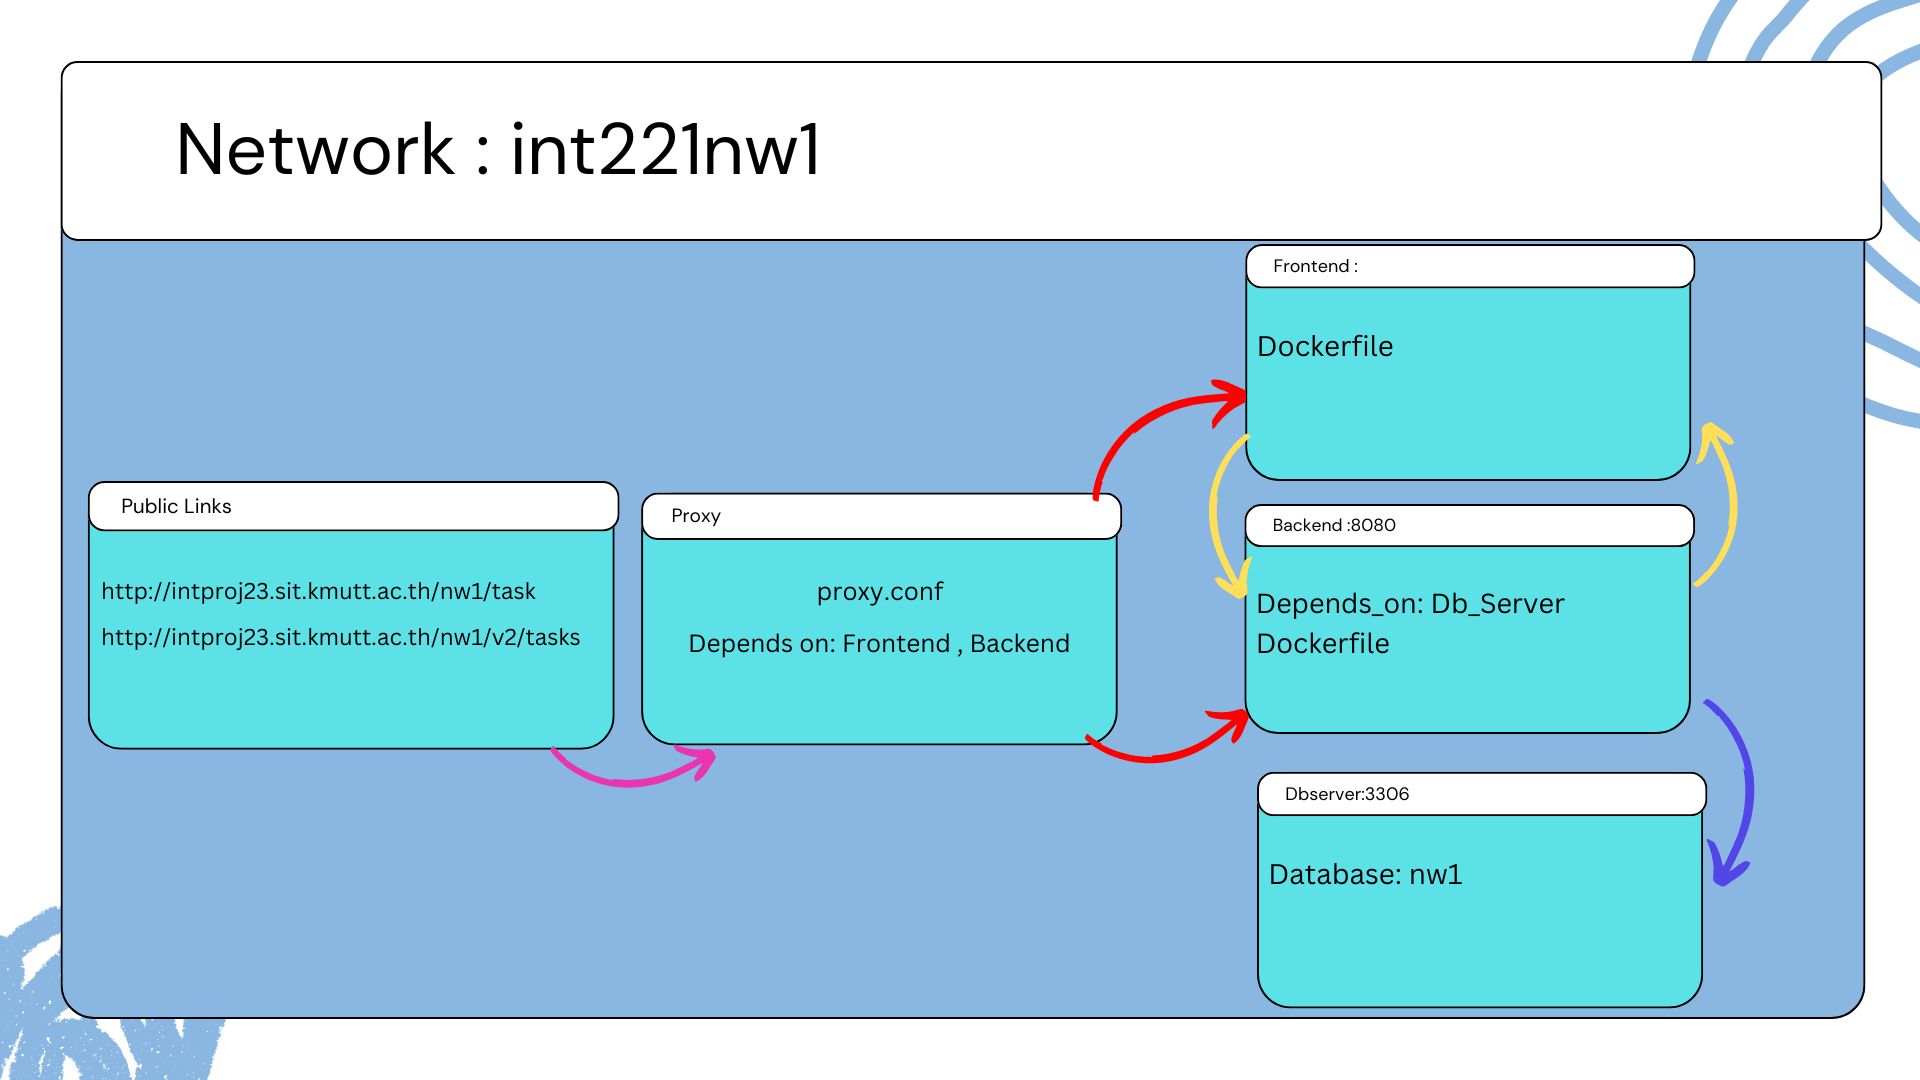 Network : int221nw1
Public Links
http://intproj23.sit.kmutt.ac.th/nw1/task
http://intproj23.sit.kmutt.ac.th/nw1/v2/tasks
Proxy
proxy.conf
Depends on: Frontend , Backend
Frontend :
Dockerfile
Backend :8080
Depends_on: Db_Server
Dockerfile
Dbserver:3306
Database: nw1